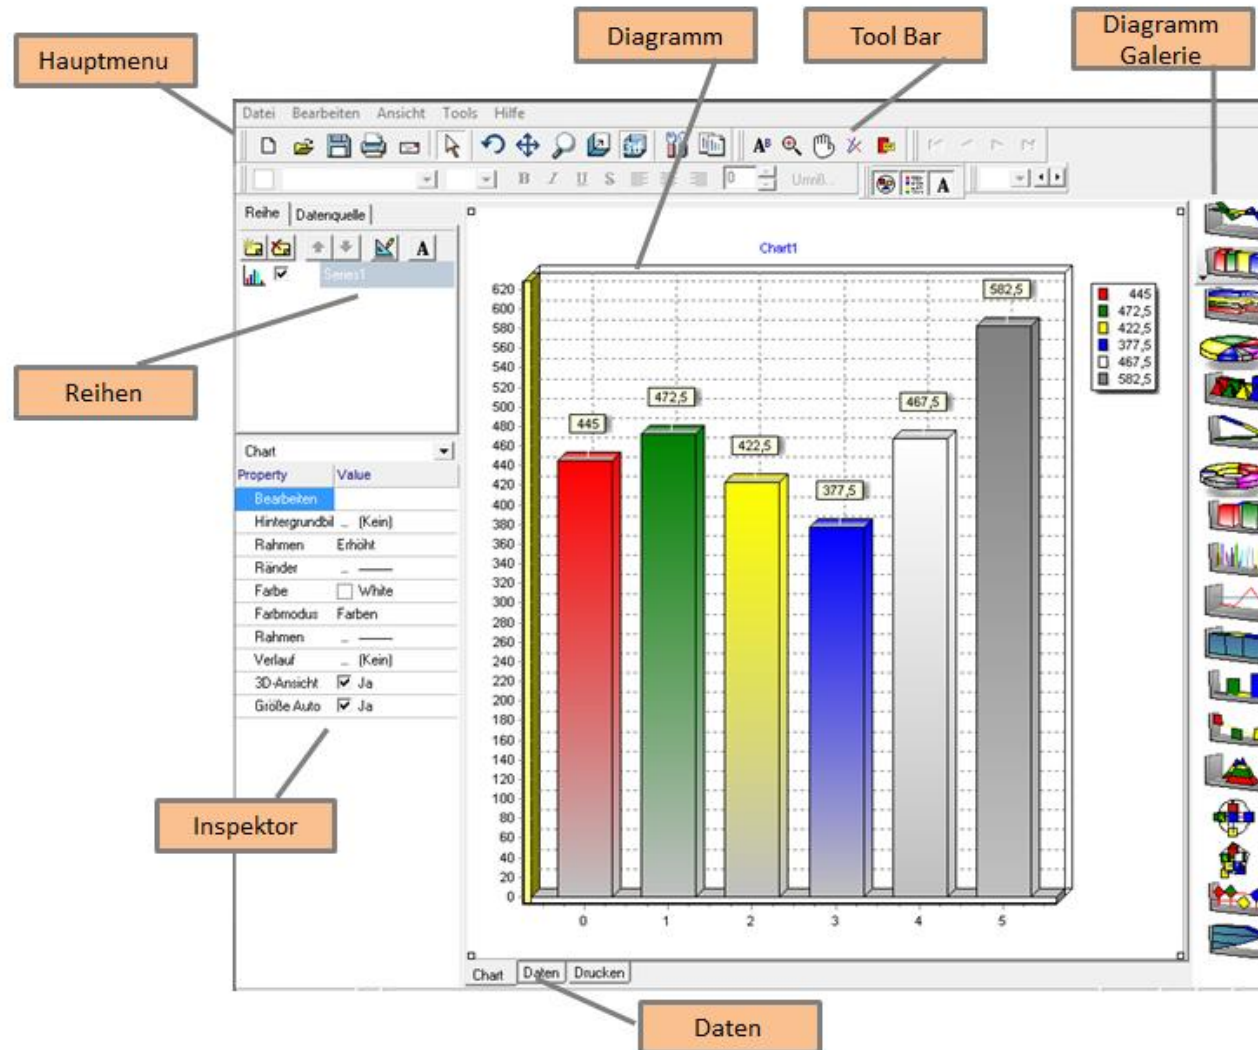 Hauptmenu
Diagramm
Tool Bar
Diagramm
Galerie
Datei Bearbeiten Ansicht Tools Hilfe
B I U S 0 Umriß...
A
Reihe Datenquelle
A
Series1
Reihen
Chart
Property Value
Bearbeiten
Hintergrundbil ... (Kein)
Rahmen Erhöht
Ränder ...
Farbe White
Farbmodus Farben
Rahmen ...
Verlauf ... (Kein)
3D-Ansicht Ja
Größe Auto Ja
Inspektor
Chart1
620
600
580
560
540
520
500
480
460
440
420
400
380
360
340
320
300
280
260
240
220
200
180
160
140
120
100
80
60
40
20
0
445
472,5
422,5
377,5
467,5
582,5
0 1 2 3 4 5
445
472,5
422,5
377,5
467,5
582,5
Chart Daten Drucken
Daten